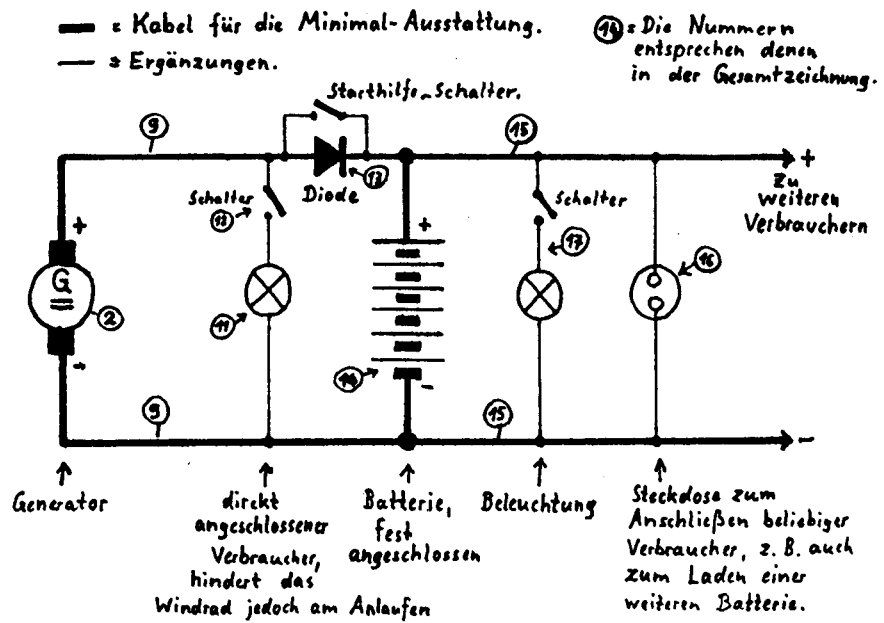 = Kabel für die Minimal-Ausstattung.
= Ergänzungen.
14 = Die Nummern
entsprechen denen
in der Gesamtzeichnung.
Starthilfe-Schalter.
9
15
+
Diode
13
zu
weiteren
Verbrauchern
Schalter
12
Schalter
17
16
+
G
2
-
11
+
14
-
9
15
-
Generator
direkt
angeschlossener
Verbraucher,
hindert das
Windrad jedoch am Anlaufen
Batterie,
fest
angeschlossen
Beleuchtung
Steckdose zum
Anschließen beliebiger
Verbraucher, z. B. auch
zum Laden einer
weiteren Batterie.